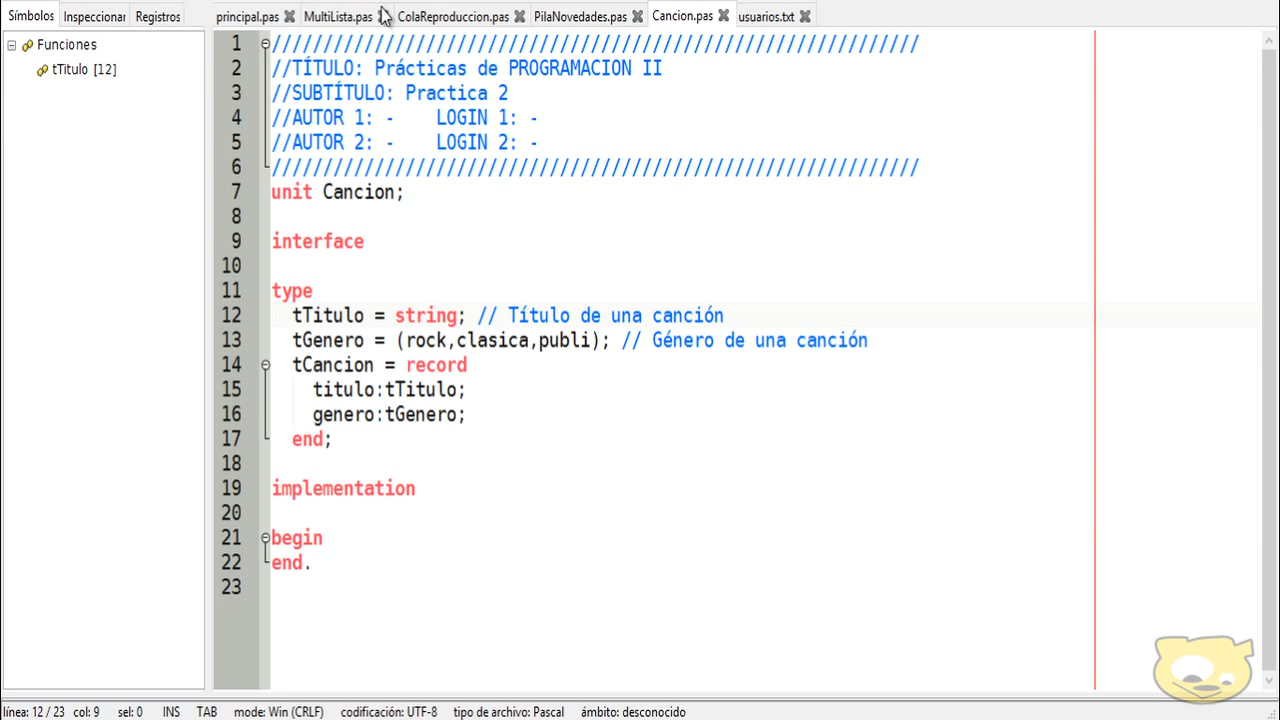 Símbolos Inspeccionar Registros principal.pas MultiLista.pas ColaReproduccion.pas PilaNovedades.pas Cancion.pas usuarios.txt
Funciones
tTitulo [12]
1 ////////////////////////////////////////////////////////////////
2 //TÍTULO: Prácticas de PROGRAMACION II
3 //SUBTÍTULO: Practica 2
4 //AUTOR 1: - LOGIN 1: -
5 //AUTOR 2: - LOGIN 2: -
6 ////////////////////////////////////////////////////////////////
7 unit Cancion;
8
9 interface
10
11 type
12 tTitulo = string; // Título de una canción
13 tGenero = (rock,clasica,publi); // Género de una canción
14 tCancion = record
15 titulo:tTitulo;
16 genero:tGenero;
17 end;
18
19 implementation
20
21 begin
22 end.
23
línea: 12 / 23 col: 9 sel: 0 INS TAB mode: Win (CRLF) codificación: UTF-8 tipo de archivo: Pascal ámbito: desconocido